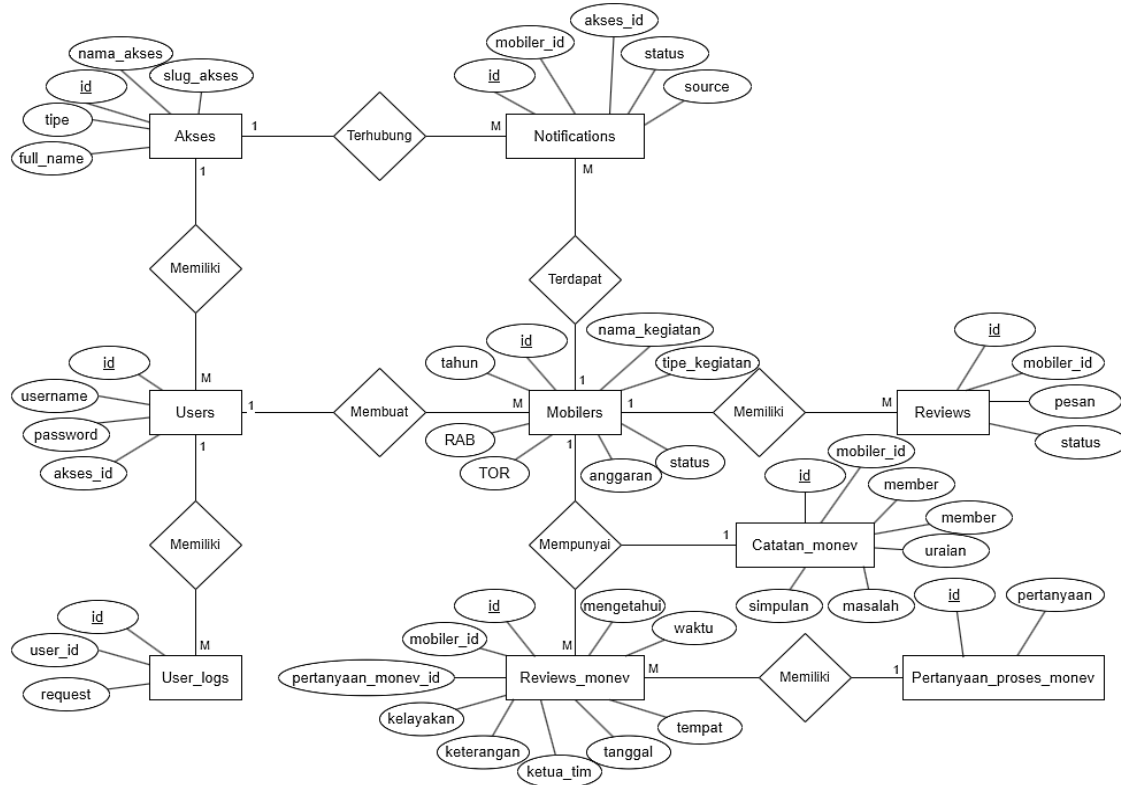 akses_id
nama_akses
mobiler_id
status
slug_akses
id
id
source
tipe
Akses
1
Terhubung
M
Notifications
full_name
1
M
Memiliki
Terdapat
nama_kegiatan
id
id
tahun
tipe_kegiatan
id
mobiler_id
M
1
username
Users
1
Membuat
M
Mobilers
1
Memiliki
M
Reviews
pesan
password
1
RAB
1
status
status
akses_id
TOR
anggaran
mobiler_id
id
member
member
Memiliki
Mempunyai
1
Catatan_monev
uraian
id
id
mengetahui
simpulan
masalah
id
pertanyaan
user_id
M
mobiler_id
M
waktu
request
User_logs
pertanyaan_monev_id
Reviews_monev
M
Memiliki
1
Pertanyaan_proses_monev
kelayakan
tempat
keterangan
tanggal
ketua_tim